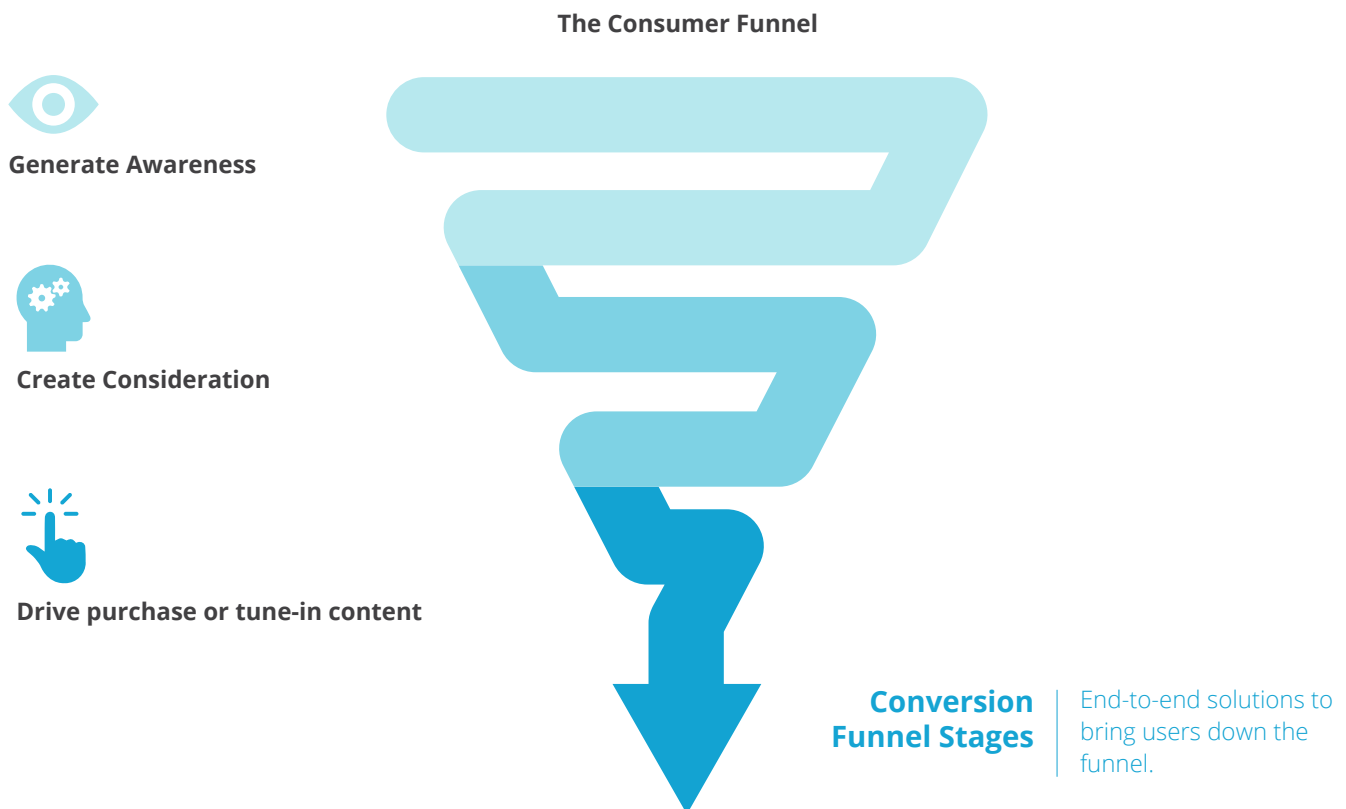 The Consumer Funnel
Generate Awareness
Create Consideration
Drive purchase or tune-in content
Conversion
Funnel Stages
End-to-end solutions to
bring users down the
funnel.